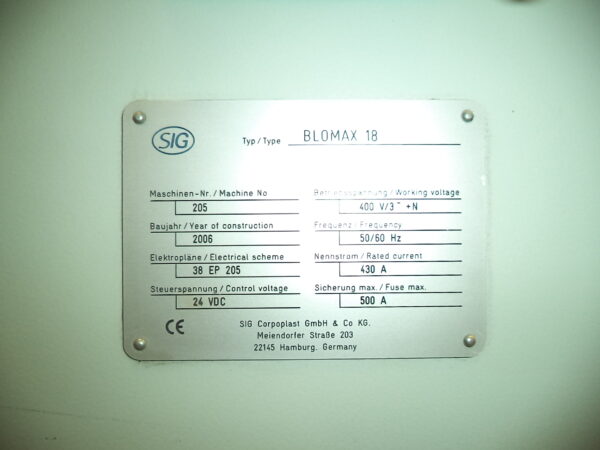 SIG
Typ / Type BLOMAX 18
Maschinen-Nr. / Machine No
205
Baujahr / Year of construction
2006
Elektropläne / Electrical scheme
38 EP 205
Steuerspannung / Control voltage
24 VDC
Betriebsspannung / Working voltage
400 V/3~ +N
Frequenz / Frequency
50/60 Hz
Nennstrom / Rated current
430 A
Sicherung max. / Fuse max.
500 A
CE
SIG Corpoplast GmbH & Co KG.
Meiendorfer Straße 203
22145 Hamburg. Germany